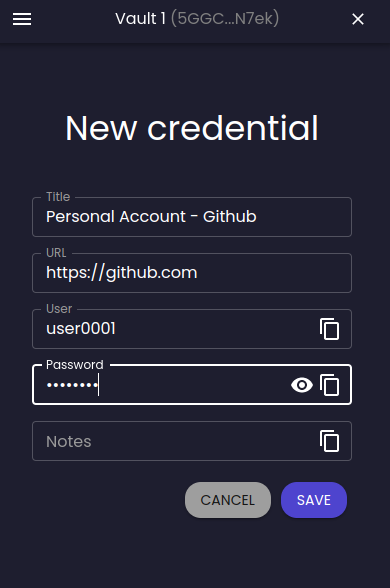 Vault 1 (5GGC...N7ek)
New credential
Title
Personal Account - Github
URL
https://github.com
User
user0001
Password
••••••••
Notes
CANCEL SAVE